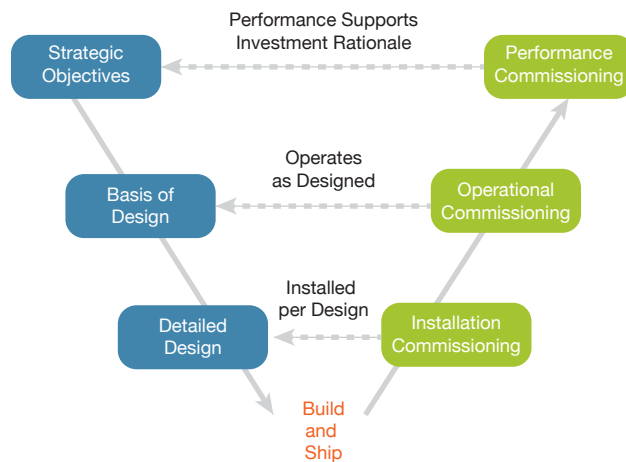 Performance Supports
Investment Rationale
Strategic
Objectives
Performance
Commissioning
Operates
as Designed
Basis of
Design
Operational
Commissioning
Installed
per Design
Detailed
Design
Installation
Commissioning
Build
and
Ship